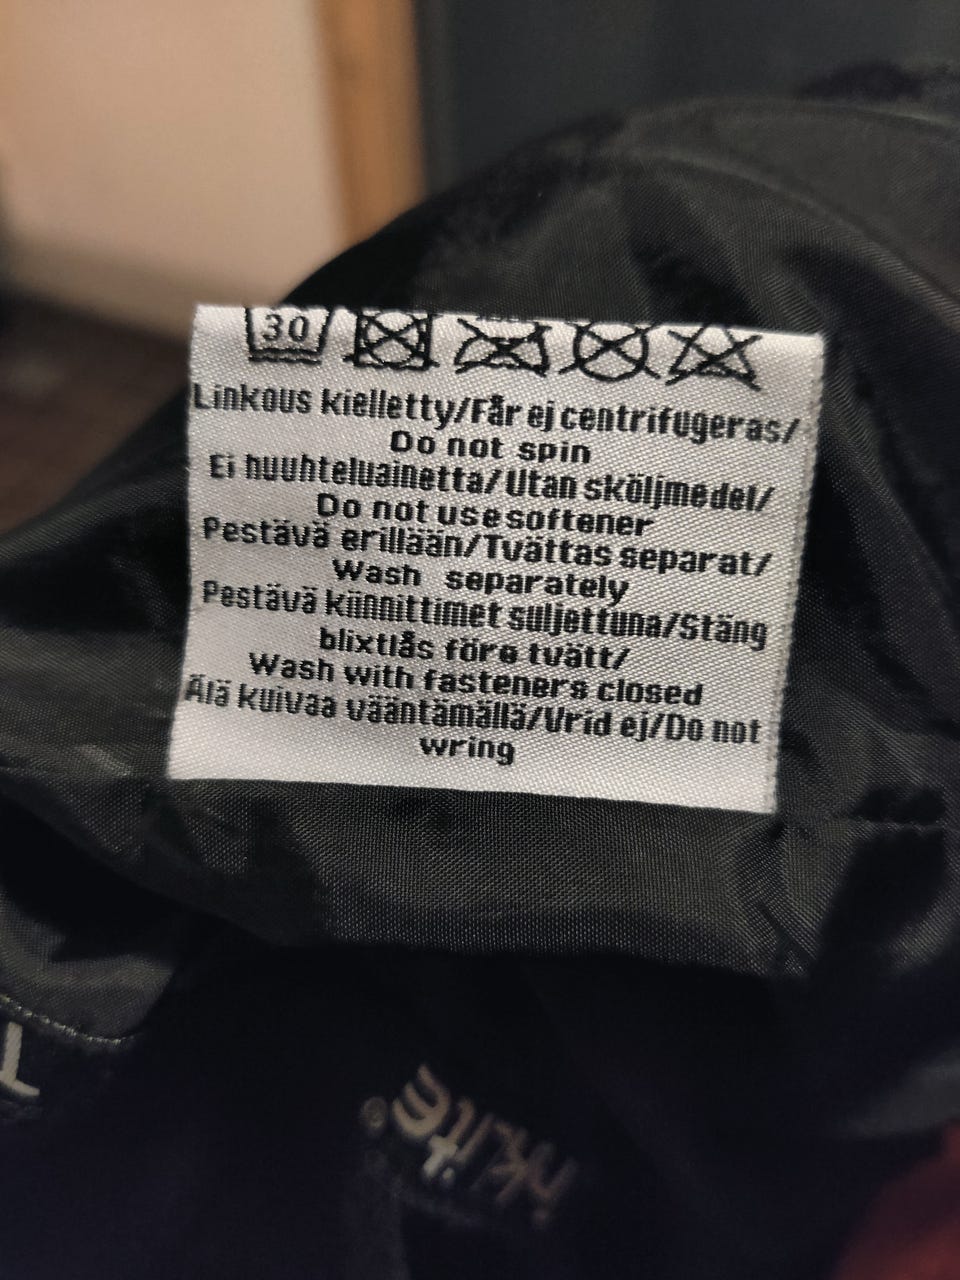 30
Linkous kielletty/Får ej centrifugeras/
Do not spin
Ei huuhteluainetta/Utan sköljmedel/
Do not use softener
Pestävä erillään/Tvättas separat/
Wash separately
Pestävä kiinnittimet suljettuna/Stäng
blixtlås före tvätt/
Wash with fasteners closed
Älä kuivaa vääntämällä/Vrid ej/Do not
wring